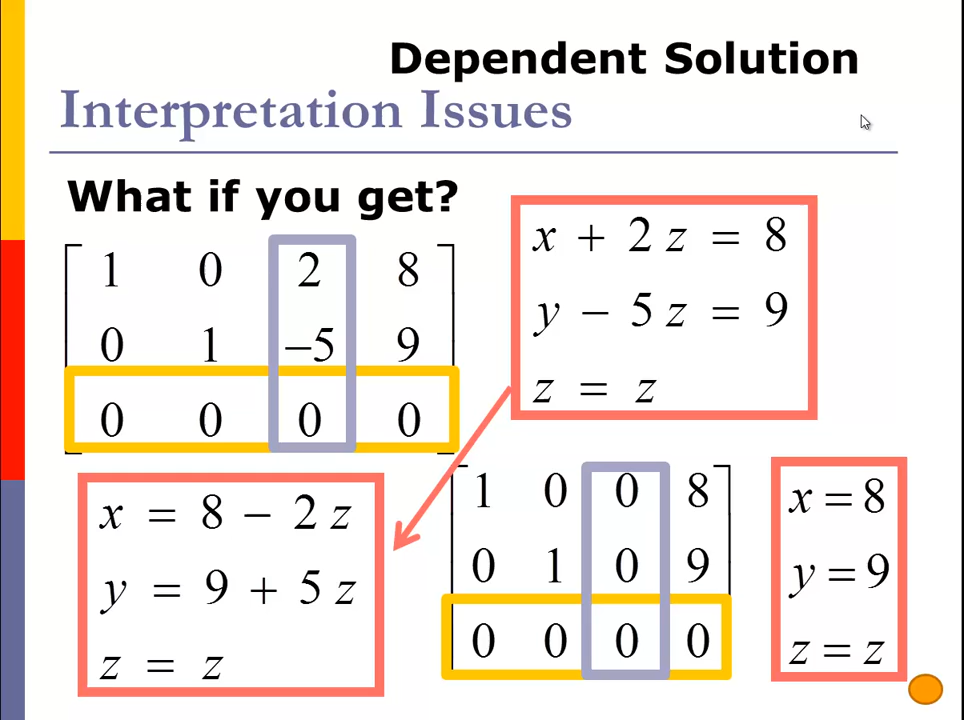 Dependent Solution
Interpretation Issues
What if you get?
1 0 2 8
0 1 −5 9
0 0 0 0
x + 2 z = 8
y − 5 z = 9
z = z
x = 8 − 2 z
y = 9 + 5 z
z = z
1 0 0 8
0 1 0 9
0 0 0 0
x = 8
y = 9
z = z